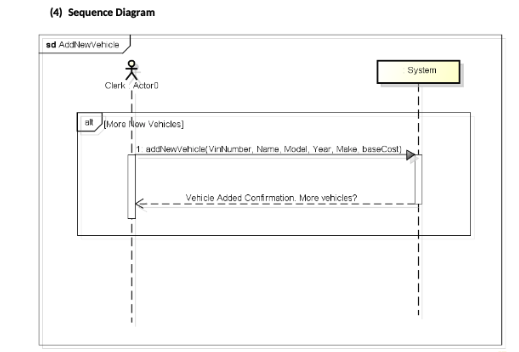 (4) Sequence Diagram
sd AddNewVehicle
System
Clerk : Actor0
alt [More New Vehicles]
1: addNewVehicle(VinNumber, Name, Model, Year, Make, baseCost)
Vehicle Added Confirmation. More vehicles?